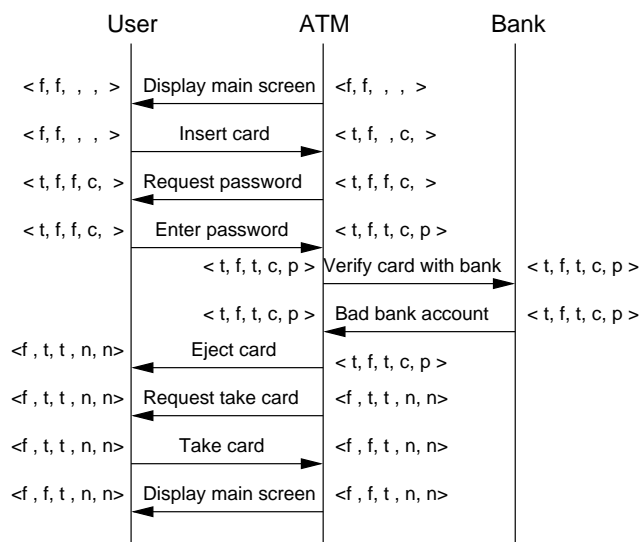 User ATM Bank
< f, f, , , > Display main screen <f, f, , , >
< f, f, , , > Insert card < t, f, , c, >
< t, f, f, c, > Request password < t, f, f, c, >
< t, f, f, c, > Enter password < t, f, t, c, p >
< t, f, t, c, p > Verify card with bank < t, f, t, c, p >
< t, f, t, c, p > Bad bank account < t, f, t, c, p >
<f , t, t , n, n> Eject card < t, f, t, c, p >
<f , t, t , n, n> Request take card <f , t, t , n, n>
<f , t, t , n, n> Take card <f , f, t , n, n>
<f , f, t , n, n> Display main screen <f , f, t , n, n>